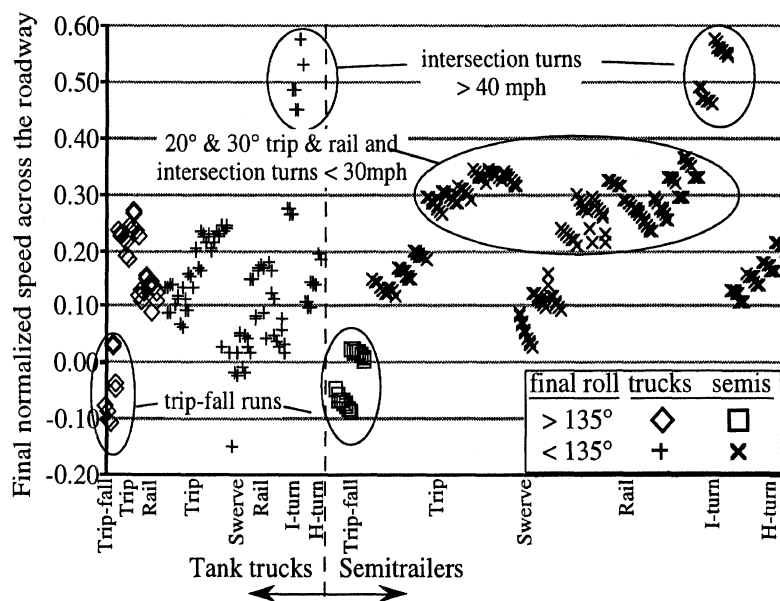 Final normalized speed across the roadway
0.60
0.50
0.40
0.30
0.20
0.10
0.00
-0.10
-0.20
intersection turns
> 40 mph
20° & 30° trip & rail and
intersection turns < 30mph
trip-fall runs
final roll trucks semis
> 135°
< 135°
Trip-fall
Trip
Rail
Trip
Swerve
Rail
I-turn
H-turn
Trip-fall
Trip
Swerve
Rail
I-turn
H-turn
Tank trucks Semitrailers